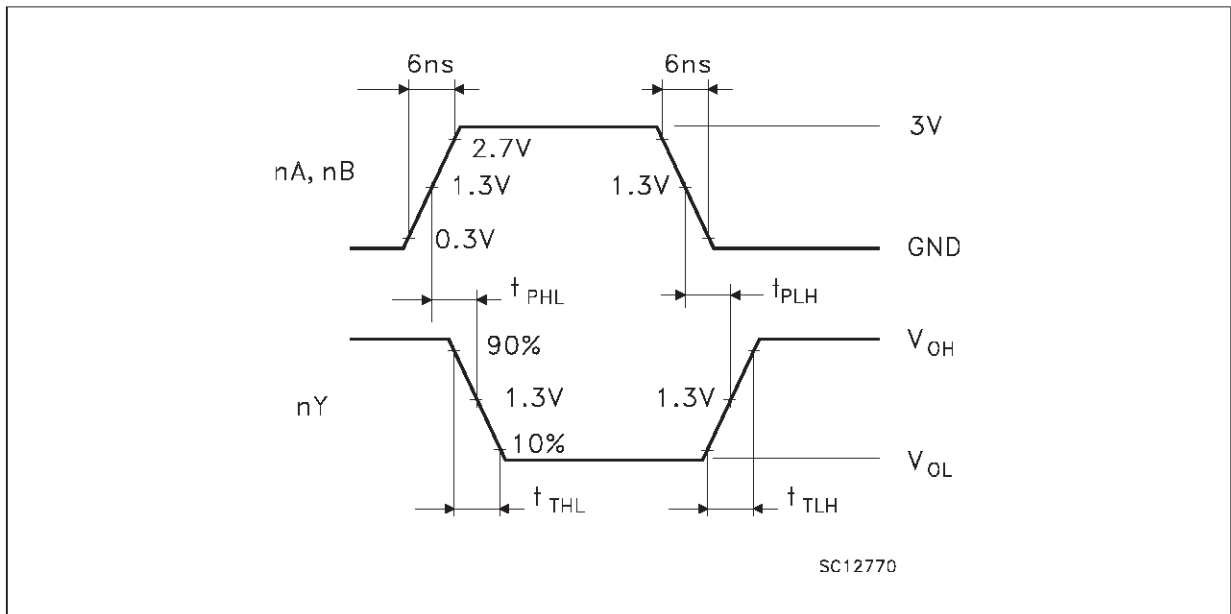 6ns 6ns
3V
2.7V
nA, nB
1.3V 1.3V
0.3V
GND
tPHL tPLH
90%
VOH
1.3V 1.3V
nY
10%
VOL
tTHL tTLH
SC12770